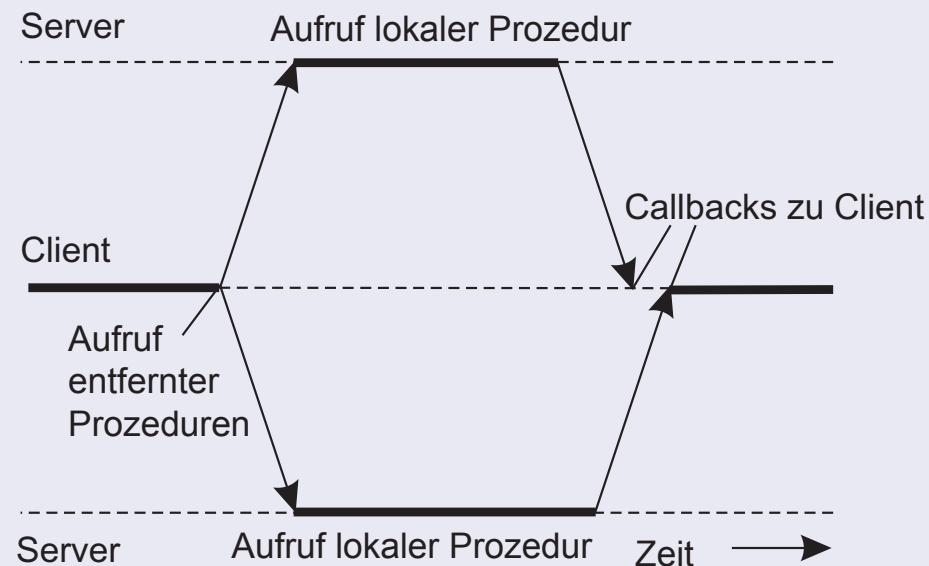 Server
Aufruf lokaler Prozedur
Callbacks zu Client
Client
Aufruf
entfernter
Prozeduren
Server
Aufruf lokaler Prozedur
Zeit